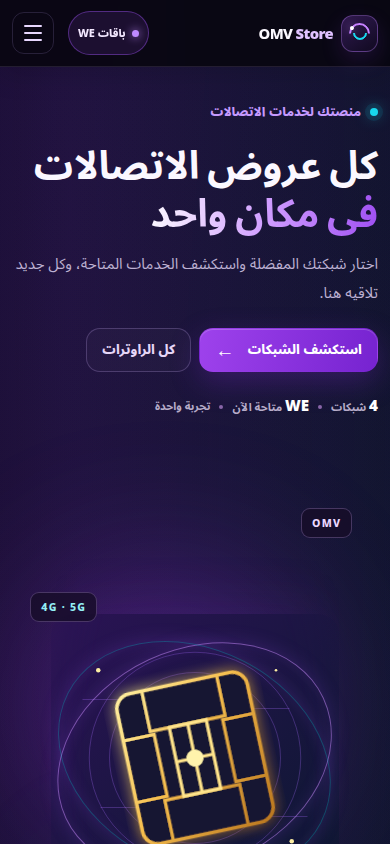 OMV Store
باقات WE
منصتك لخدمات الاتصالات
كل عروض الاتصالات
في مكان واحد
اختار شبكتك المفضلة واستكشف الخدمات المتاحة، وكل جديد
تلاقيه هنا.
استكشف الشبكات ←
كل الراوترات
4 شبكات • WE متاحة الآن • تجربة واحدة
OMV
4G · 5G